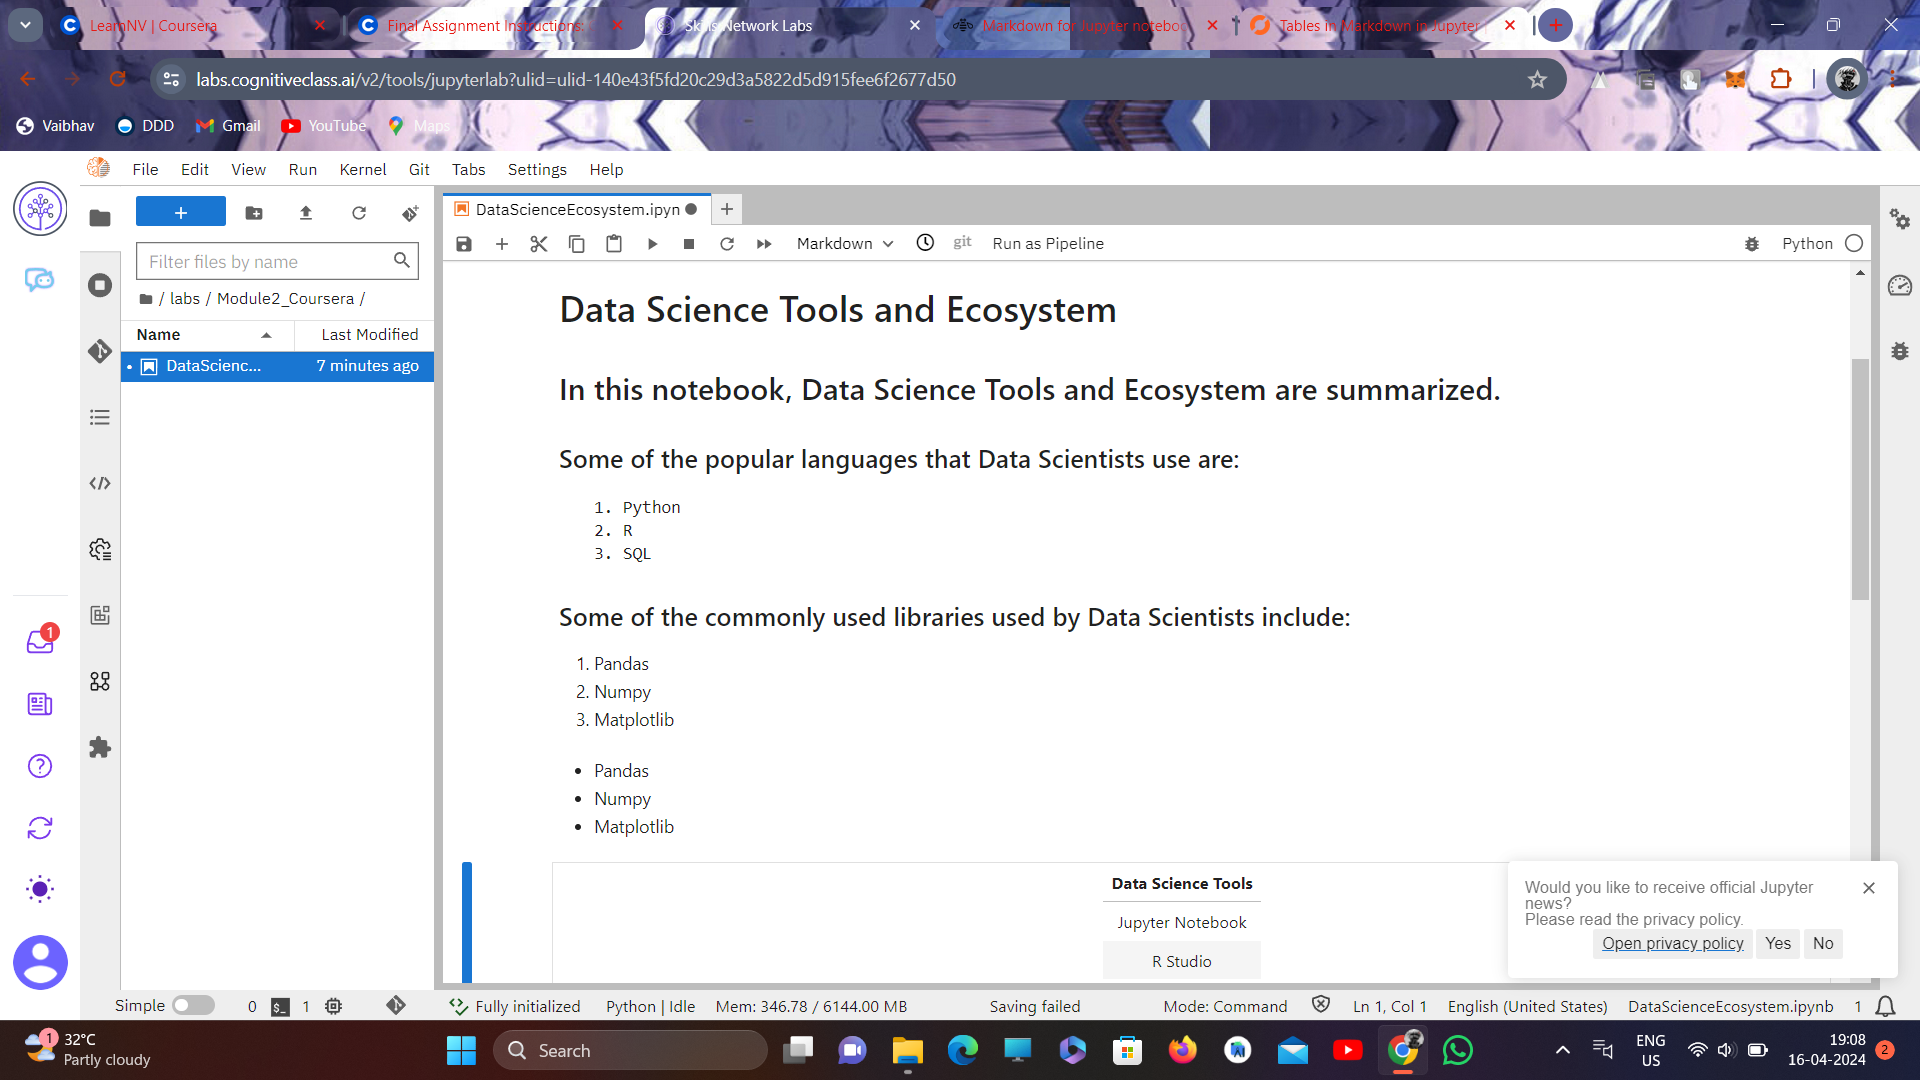 LearnNV | Coursera
Final Assignment Instructions:
Skills Network Labs
Markdown for Jupyter noteboo
Tables in Markdown in Jupyter
labs.cognitiveclass.ai/v2/tools/jupyterlab?ulid=ulid-140e43f5fd20c29d3a5822d5d915fee6f2677d50
Vaibhav
DDD
Gmail
YouTube
Maps
File Edit View Run Kernel Git Tabs Settings Help
DataScienceEcosystem.ipyn
Filter files by name
/ labs / Module2_Coursera /
Name Last Modified
DataScienc... 7 minutes ago
Markdown
git
Run as Pipeline
Python
Data Science Tools and Ecosystem
In this notebook, Data Science Tools and Ecosystem are summarized.
Some of the popular languages that Data Scientists use are:
1. Python
2. R
3. SQL
Some of the commonly used libraries used by Data Scientists include:
1. Pandas
2. Numpy
3. Matplotlib
• Pandas
• Numpy
• Matplotlib
Data Science Tools
Jupyter Notebook
R Studio
Would you like to receive official Jupyter
news?
Please read the privacy policy.
Open privacy policy Yes No
1
Simple 0 $_ 1 Fully initialized Python | Idle Mem: 346.78 / 6144.00 MB Saving failed Mode: Command Ln 1, Col 1 English (United States) DataScienceEcosystem.ipynb 1
1
32°C
Partly cloudy
Search
ENG
US
19:08
16-04-2024
2